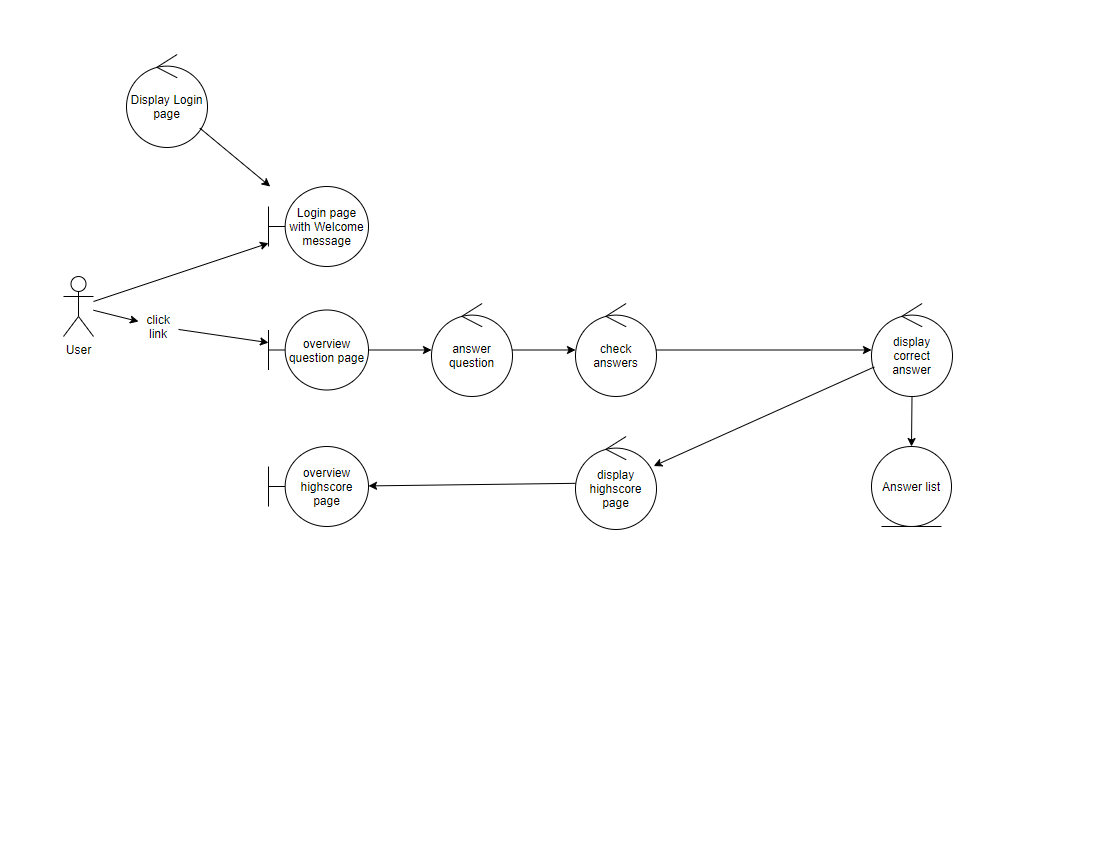 Display Login
page
Login page
with Welcome
message
User
click
link
overview
question page
answer
question
check
answers
display
correct
answer
overview
highscore
page
display
highscore
page
Answer list